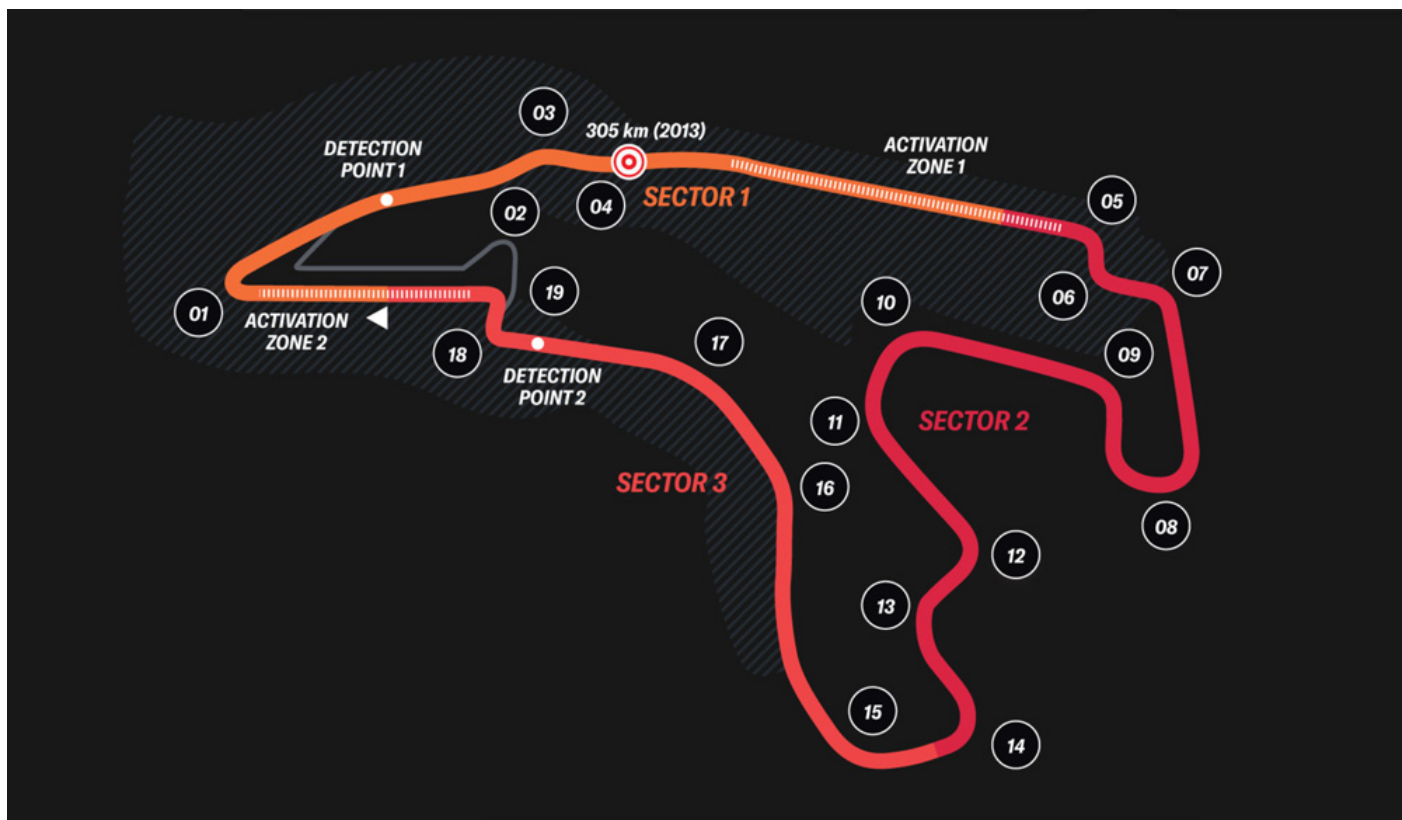 03
305 km (2013)
DETECTION
POINT 1
ACTIVATION
ZONE 1
SECTOR 1
04
02
05
07
06
01
19
10
ACTIVATION
ZONE 2
18
17
09
DETECTION
POINT 2
11
SECTOR 2
SECTOR 3
16
08
12
13
15
14